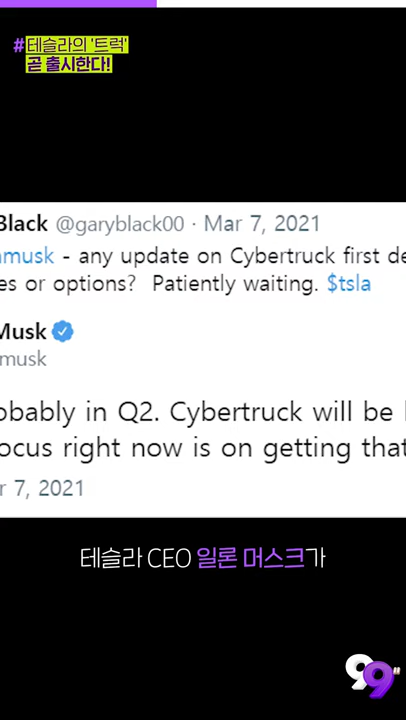 #테슬라의 '트럭'
곧 출시한다!
Black @garyblack00 · Mar 7, 2021
musk - any update on Cybertruck first de
es or options? Patiently waiting. $tsla
Musk
musk
obably in Q2. Cybertruck will be
ocus right now is on getting that
r 7, 2021
테슬라 CEO 일론 머스크가
99